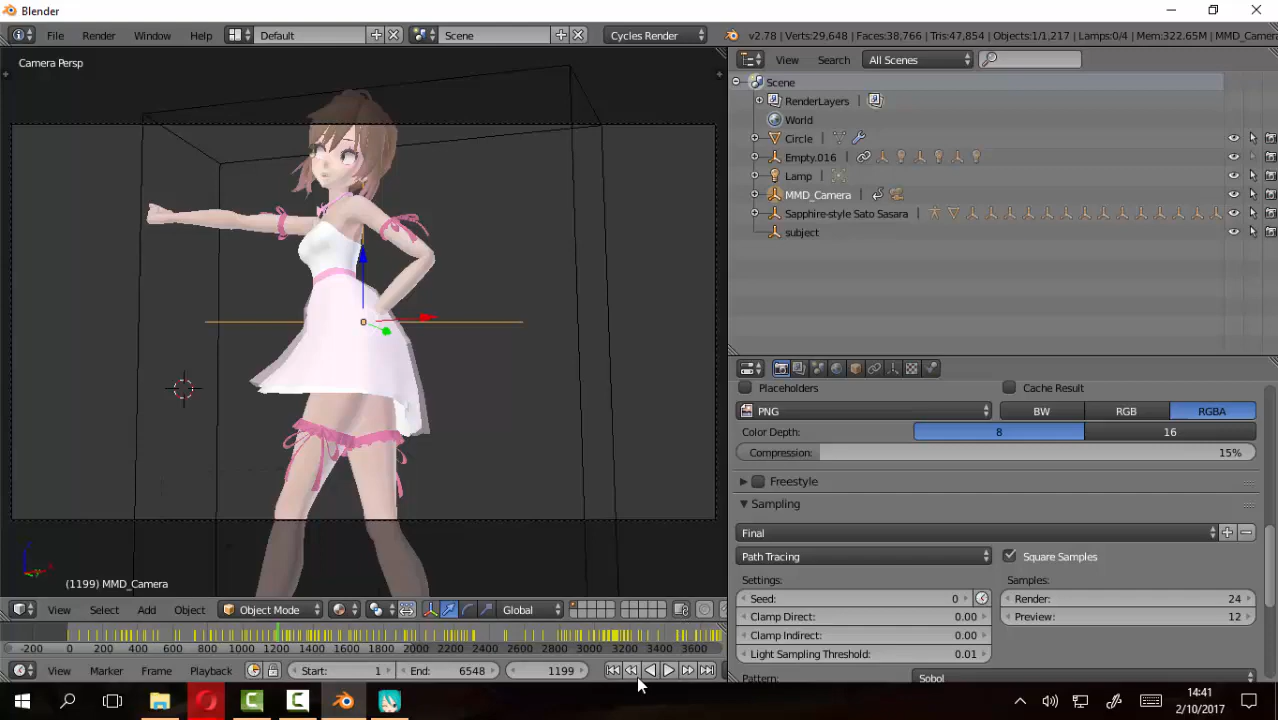 Blender
File Render Window Help Default Scene Cycles Render v2.78 | Verts:29,648 | Faces:38,766 | Tris:47,854 | Objects:1/1,217 | Lamps:0/4 | Mem:322.65M | MMD_Camera
Camera Persp
View Search All Scenes
Scene
RenderLayers
World
Circle
Empty.016
Lamp
MMD_Camera
Sapphire-style Sato Sasara
subject
Placeholders Cache Result
PNG BW RGB RGBA
Color Depth: 8 16
Compression: 15%
Freestyle
Sampling
Final
Path Tracing Square Samples
Settings: Samples:
Seed: 0 Render: 24
Clamp Direct: 0.00 Preview: 12
Clamp Indirect: 0.00
Light Sampling Threshold: 0.01
Pattern: Sobol
(1199) MMD_Camera
View Select Add Object Object Mode Global
-200 0 200 400 600 800 1000 1200 1400 1600 1800 2000 2200 2400 2600 2800 3000 3200 3400 3600
View Marker Frame Playback Start: 1 End: 6548 1199
14:41
2/10/2017